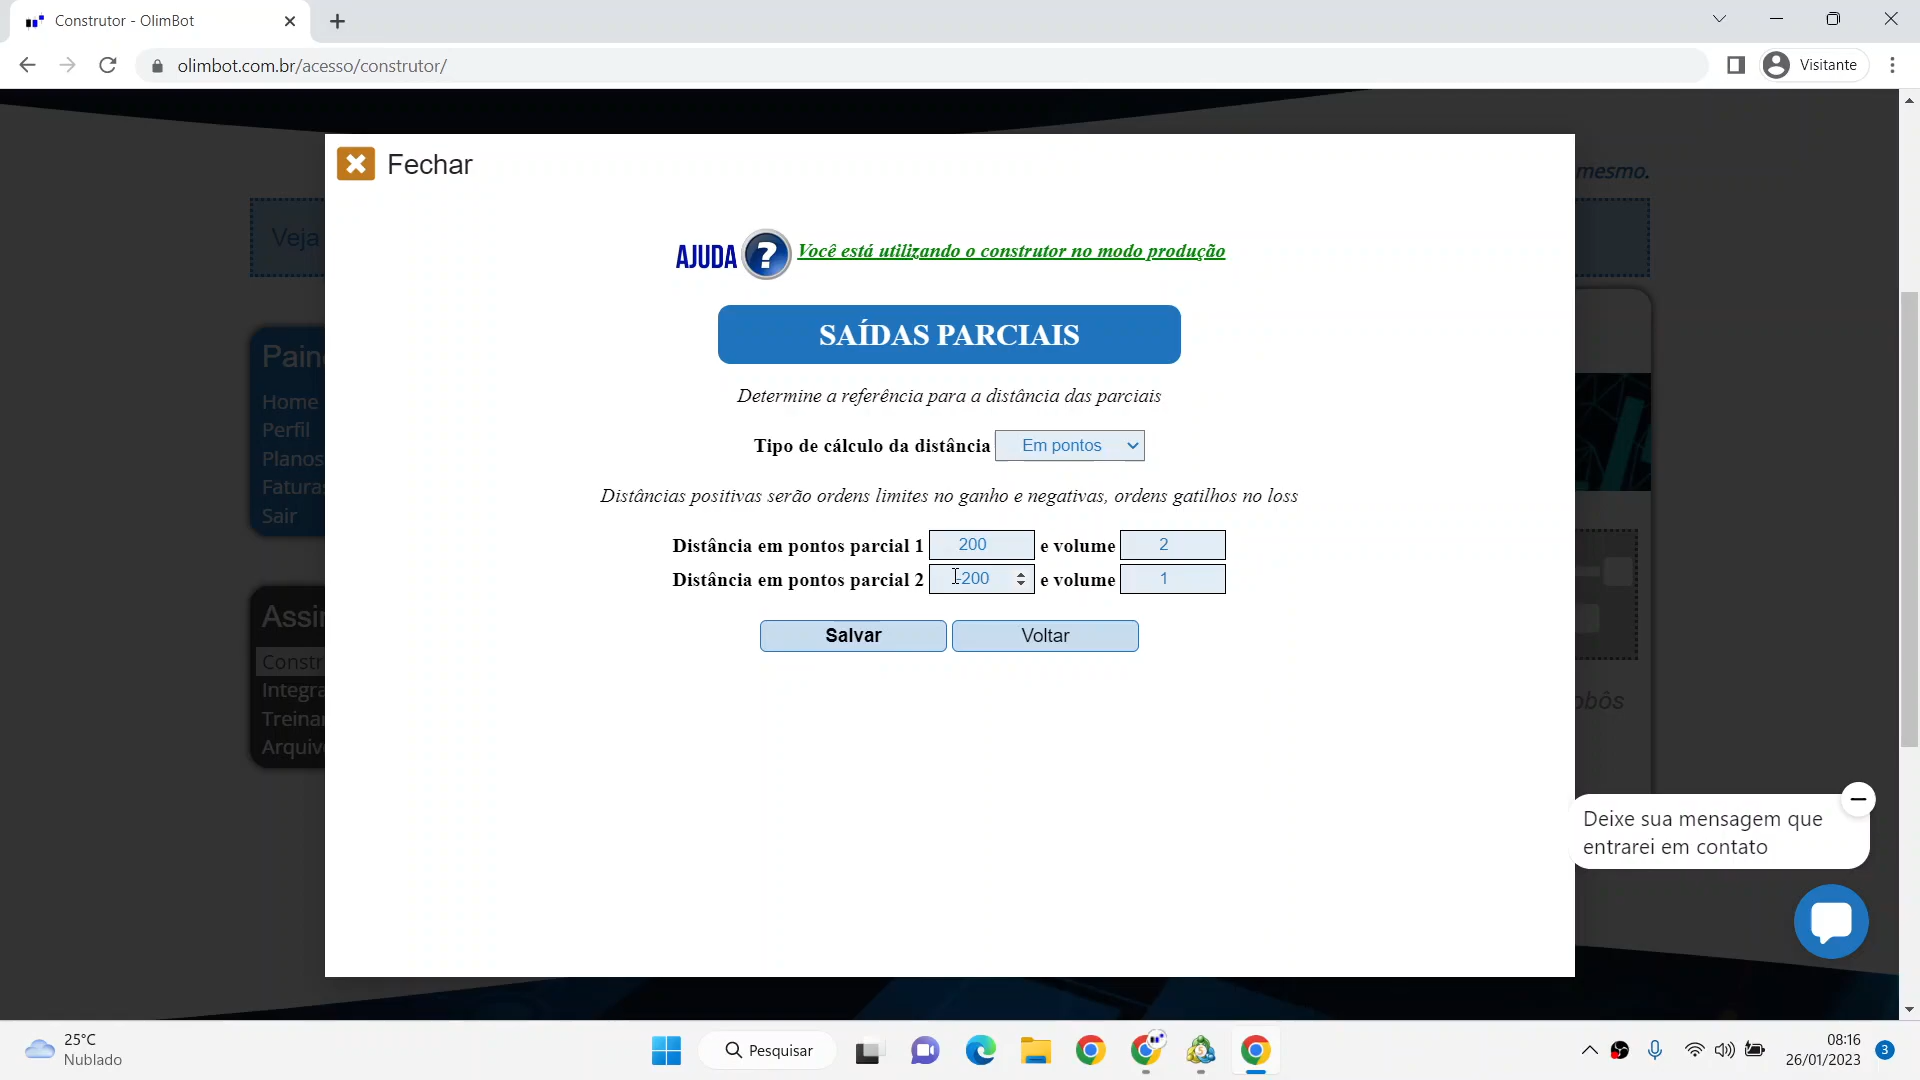 Construtor - OlimBot
olimbot.com.br/acesso/construtor/
Visitante
Fechar
mesmo.
Veja
AJUDA ? Você está utilizando o construtor no modo produção
SAÍDAS PARCIAIS
Determine a referência para a distância das parciais
Tipo de cálculo da distância Em pontos
Distâncias positivas serão ordens limites no ganho e negativas, ordens gatilhos no loss
Distância em pontos parcial 1 200 e volume 2
Distância em pontos parcial 2 -200 e volume 1
Salvar Voltar
Pain
Home
Perfil
Planos
Faturas
Sair
Assin
Constr
Integra
Treinar
Arquiv
obôs
Deixe sua mensagem que
entrarei em contato
25°C
Nublado
Pesquisar
08:16
26/01/2023
3